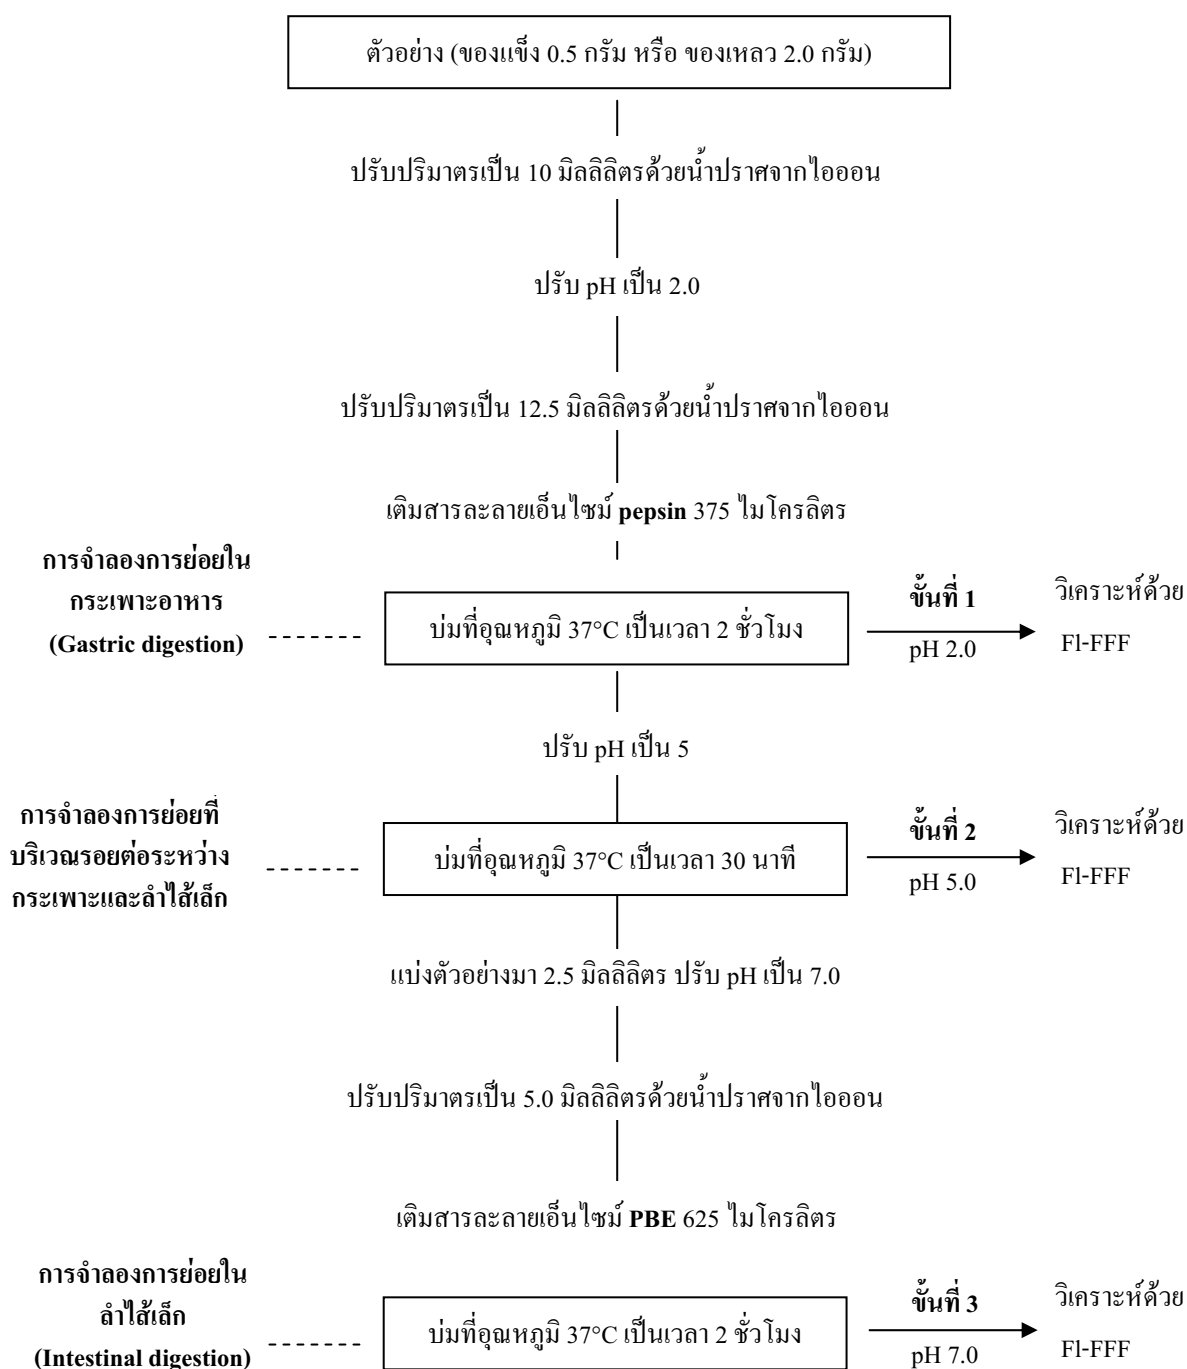 ตัวอย่าง (ของแข็ง 0.5 กรัม หรือ ของเหลว 2.0 กรัม)
ปรับปริมาตรเป็น 10 มิลลิลิตรด้วยน้ำปราศจากไอออน
ปรับ pH เป็น 2.0
ปรับปริมาตรเป็น 12.5 มิลลิลิตรด้วยน้ำปราศจากไอออน
เติมสารละลายเอ็นไซม์ pepsin 375 ไมโครลิตร
การจำลองการย่อยใน
กระเพาะอาหาร
(Gastric digestion)
บ่มที่อุณหภูมิ 37°C เป็นเวลา 2 ชั่วโมง
ขั้นที่ 1
pH 2.0
วิเคราะห์ด้วย
Fl-FFF
ปรับ pH เป็น 5
การจำลองการย่อยที่
บริเวณรอยต่อระหว่าง
กระเพาะและลำไส้เล็ก
บ่มที่อุณหภูมิ 37°C เป็นเวลา 30 นาที
ขั้นที่ 2
pH 5.0
วิเคราะห์ด้วย
Fl-FFF
แบ่งตัวอย่างมา 2.5 มิลลิลิตร ปรับ pH เป็น 7.0
ปรับปริมาตรเป็น 5.0 มิลลิลิตรด้วยน้ำปราศจากไอออน
เติมสารละลายเอ็นไซม์ PBE 625 ไมโครลิตร
การจำลองการย่อยใน
ลำไส้เล็ก
(Intestinal digestion)
บ่มที่อุณหภูมิ 37°C เป็นเวลา 2 ชั่วโมง
ขั้นที่ 3
pH 7.0
วิเคราะห์ด้วย
Fl-FFF